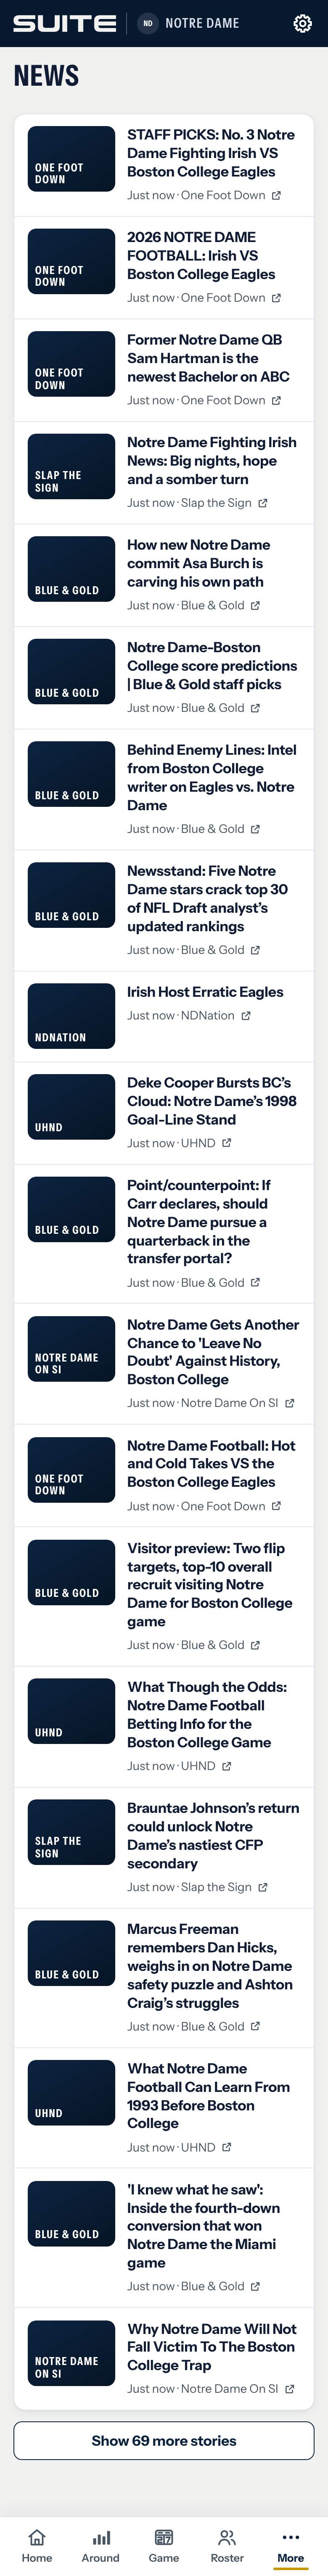 SUITE ND NOTRE DAME
NEWS
ONE FOOT
DOWN
STAFF PICKS: No. 3 Notre
Dame Fighting Irish VS
Boston College Eagles
Just now · One Foot Down
ONE FOOT
DOWN
2026 NOTRE DAME
FOOTBALL: Irish VS
Boston College Eagles
Just now · One Foot Down
ONE FOOT
DOWN
Former Notre Dame QB
Sam Hartman is the
newest Bachelor on ABC
Just now · One Foot Down
SLAP THE
SIGN
Notre Dame Fighting Irish
News: Big nights, hope
and a somber turn
Just now · Slap the Sign
BLUE & GOLD
How new Notre Dame
commit Asa Burch is
carving his own path
Just now · Blue & Gold
BLUE & GOLD
Notre Dame-Boston
College score predictions
| Blue & Gold staff picks
Just now · Blue & Gold
BLUE & GOLD
Behind Enemy Lines: Intel
from Boston College
writer on Eagles vs. Notre
Dame
Just now · Blue & Gold
BLUE & GOLD
Newsstand: Five Notre
Dame stars crack top 30
of NFL Draft analyst’s
updated rankings
Just now · Blue & Gold
NDNATION
Irish Host Erratic Eagles
Just now · NDNation
UHND
Deke Cooper Bursts BC’s
Cloud: Notre Dame’s 1998
Goal-Line Stand
Just now · UHND
BLUE & GOLD
Point/counterpoint: If
Carr declares, should
Notre Dame pursue a
quarterback in the
transfer portal?
Just now · Blue & Gold
NOTRE DAME
ON SI
Notre Dame Gets Another
Chance to 'Leave No
Doubt' Against History,
Boston College
Just now · Notre Dame On SI
ONE FOOT
DOWN
Notre Dame Football: Hot
and Cold Takes VS the
Boston College Eagles
Just now · One Foot Down
BLUE & GOLD
Visitor preview: Two flip
targets, top-10 overall
recruit visiting Notre
Dame for Boston College
game
Just now · Blue & Gold
UHND
What Though the Odds:
Notre Dame Football
Betting Info for the
Boston College Game
Just now · UHND
SLAP THE
SIGN
Brauntae Johnson’s return
could unlock Notre
Dame’s nastiest CFP
secondary
Just now · Slap the Sign
BLUE & GOLD
Marcus Freeman
remembers Dan Hicks,
weighs in on Notre Dame
safety puzzle and Ashton
Craig’s struggles
Just now · Blue & Gold
UHND
What Notre Dame
Football Can Learn From
1993 Before Boston
College
Just now · UHND
BLUE & GOLD
'I knew what he saw':
Inside the fourth-down
conversion that won
Notre Dame the Miami
game
Just now · Blue & Gold
NOTRE DAME
ON SI
Why Notre Dame Will Not
Fall Victim To The Boston
College Trap
Just now · Notre Dame On SI
Show 69 more stories
Home Around Game Roster More